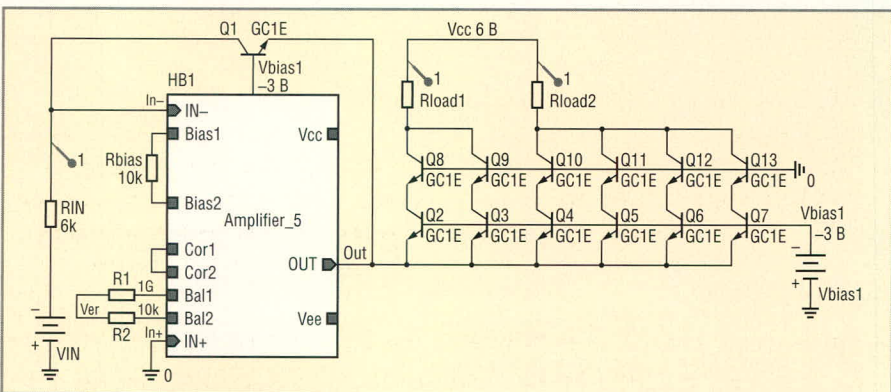 Q1 GC1E
Vcc 6 В
HB1
Vbias1
–3 В
1
Rload1
1
Rload2
In–
IN–
Bias1
Vcc
1
Rbias
10k
Q8
GC1E
Q9
GC1E
Q10
GC1E
Q11
GC1E
Q12
GC1E
Q13
GC1E
0
RIN
6k
Bias2
Amplifier_5
Q2
GC1E
Q3
GC1E
Q4
GC1E
Q5
GC1E
Q6
GC1E
Q7
GC1E
Vbias1
–3 В
Cor1
Cor2
OUT
Out
R1
1G
Bal1
Ver
10k
Bal2
R2
Vee
In+
IN+
–
+
VIN
0
–
+
Vbias1